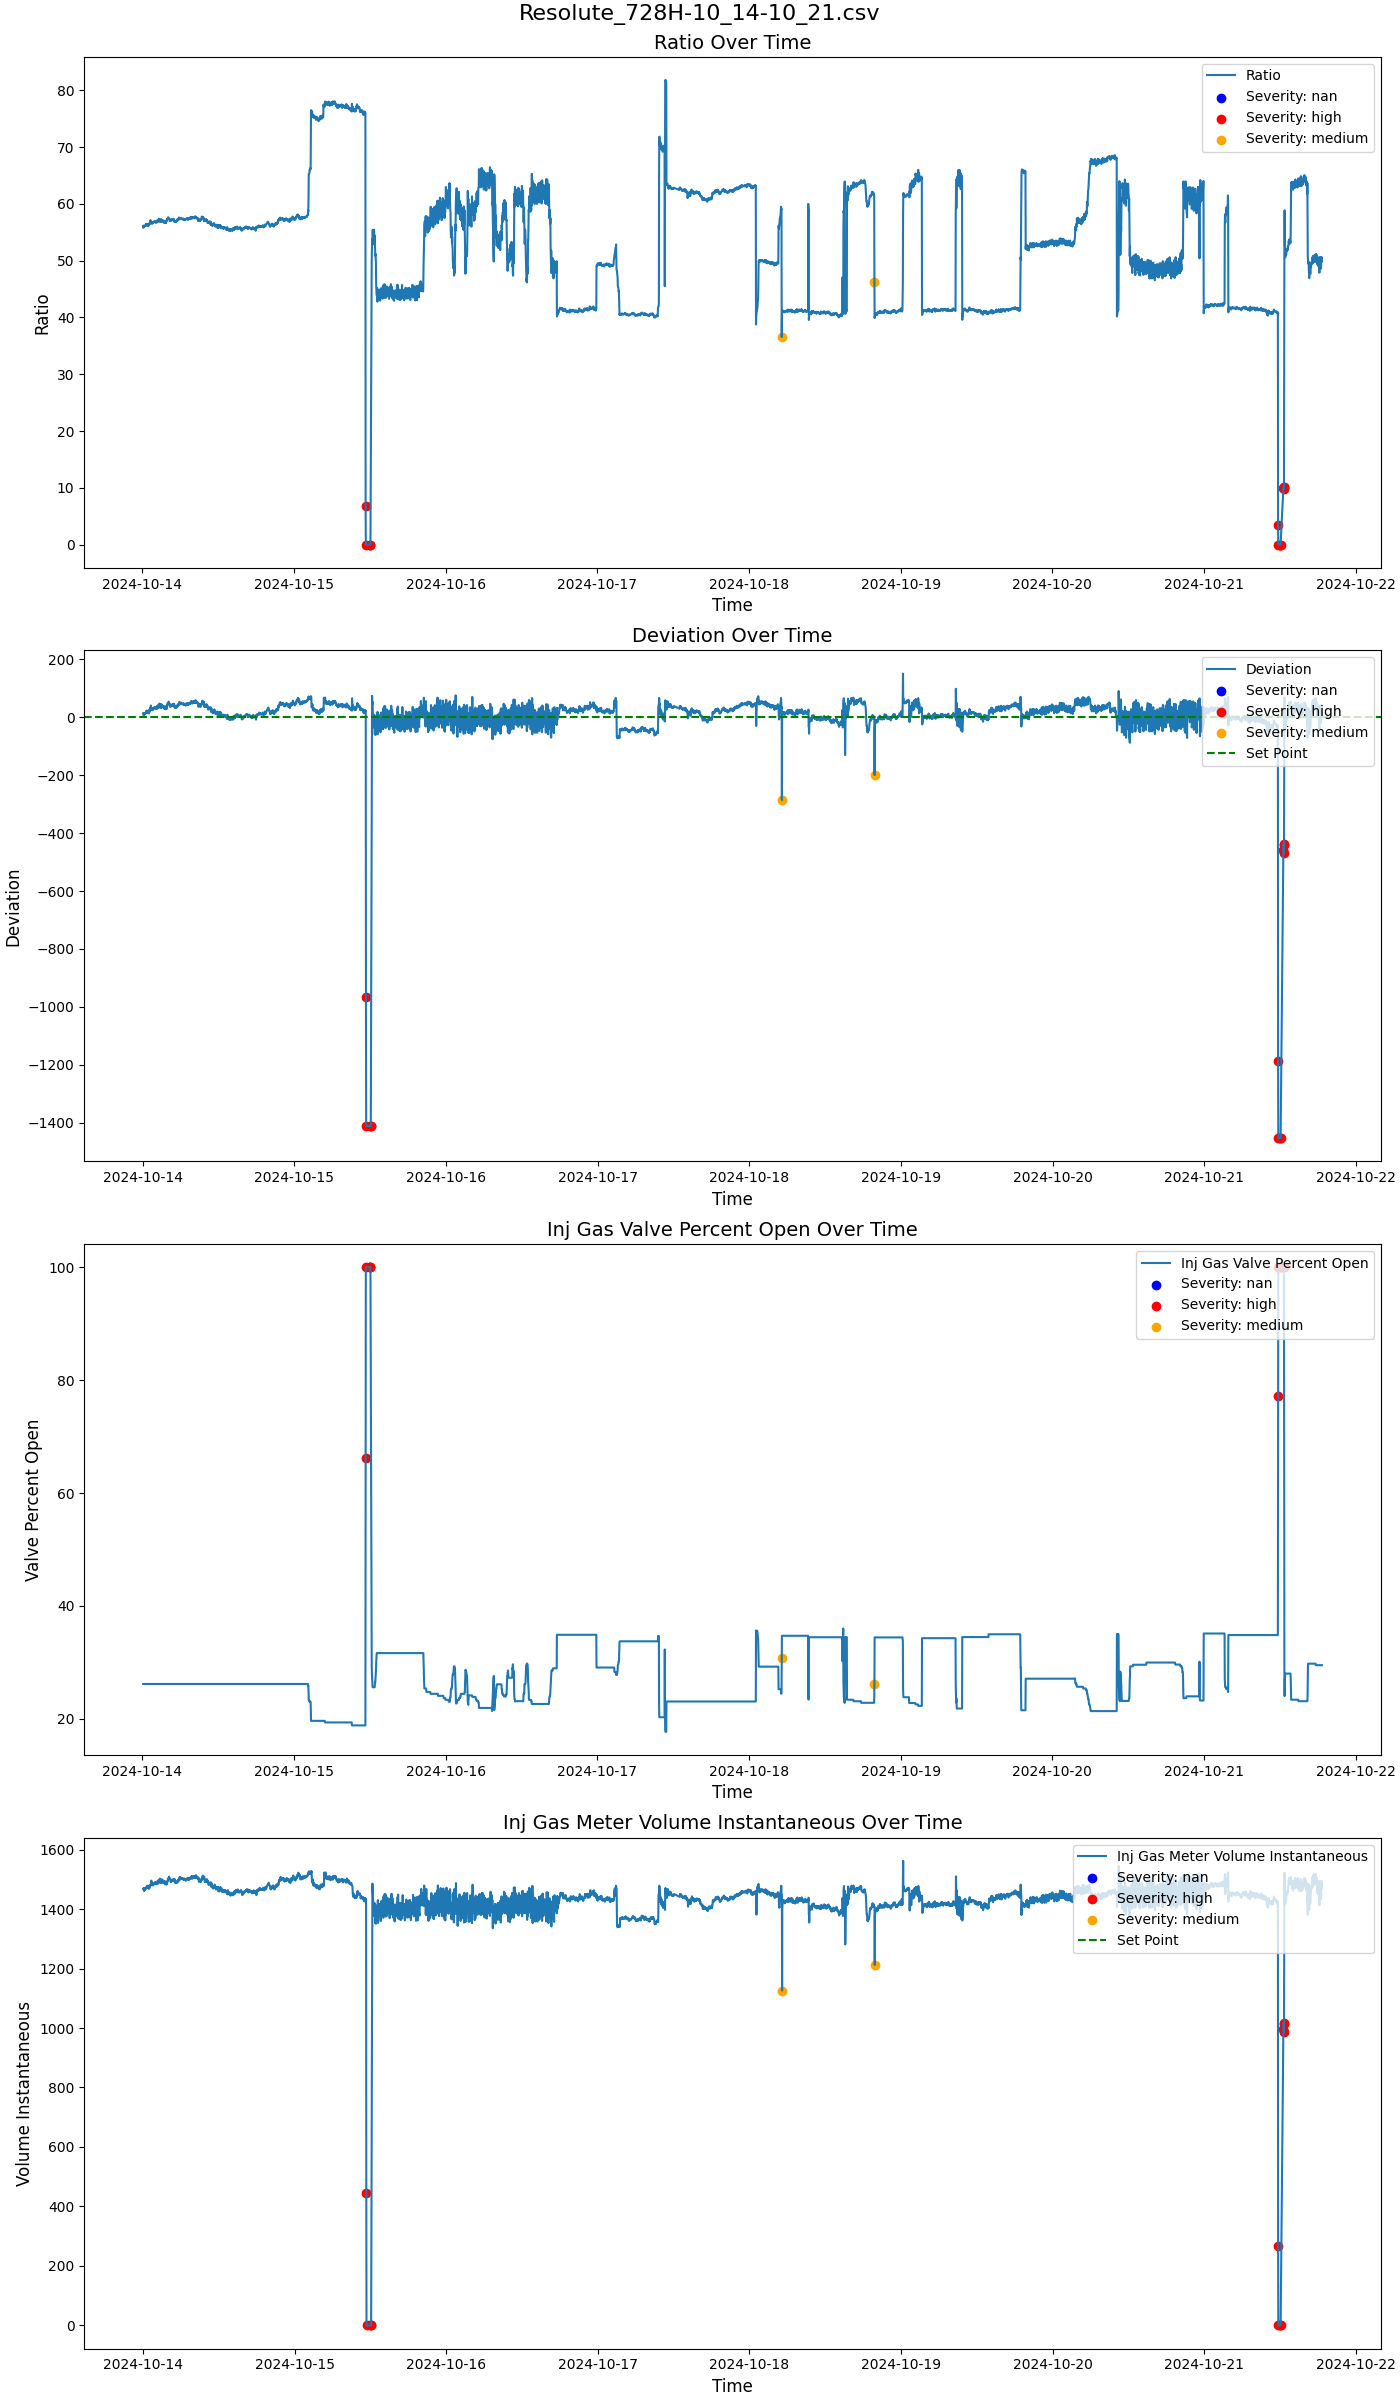 Resolute_728H-10_14-10_21.csv
Ratio Over Time
Ratio
Severity: nan
Severity: high
Severity: medium
80
70
60
50
40
30
20
10
0
Ratio
2024-10-14 2024-10-15 2024-10-16 2024-10-17 2024-10-18 2024-10-19 2024-10-20 2024-10-21 2024-10-22
Time
Deviation Over Time
Deviation
Severity: nan
Severity: high
Severity: medium
Set Point
200
0
−200
−400
−600
−800
−1000
−1200
−1400
Deviation
2024-10-14 2024-10-15 2024-10-16 2024-10-17 2024-10-18 2024-10-19 2024-10-20 2024-10-21 2024-10-22
Time
Inj Gas Valve Percent Open Over Time
Inj Gas Valve Percent Open
Severity: nan
Severity: high
Severity: medium
100
80
60
40
20
Valve Percent Open
2024-10-14 2024-10-15 2024-10-16 2024-10-17 2024-10-18 2024-10-19 2024-10-20 2024-10-21 2024-10-22
Time
Inj Gas Meter Volume Instantaneous Over Time
Inj Gas Meter Volume Instantaneous
Severity: nan
Severity: high
Severity: medium
Set Point
1600
1400
1200
1000
800
600
400
200
0
Volume Instantaneous
2024-10-14 2024-10-15 2024-10-16 2024-10-17 2024-10-18 2024-10-19 2024-10-20 2024-10-21 2024-10-22
Time